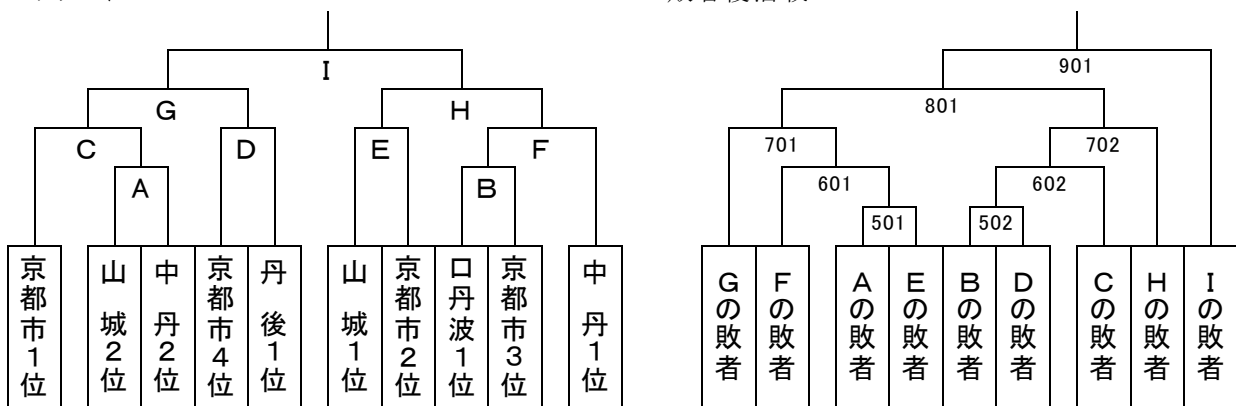 I
G
H
C
D
E
F
A
B
京都市1位
山城2位
中丹2位
京都市4位
丹後1位
山城1位
京都市2位
口丹波1位
京都市3位
中丹1位
901
801
701
702
601
602
501
502
Gの敗者
Fの敗者
Aの敗者
Eの敗者
Bの敗者
Dの敗者
Cの敗者
Hの敗者
Iの敗者